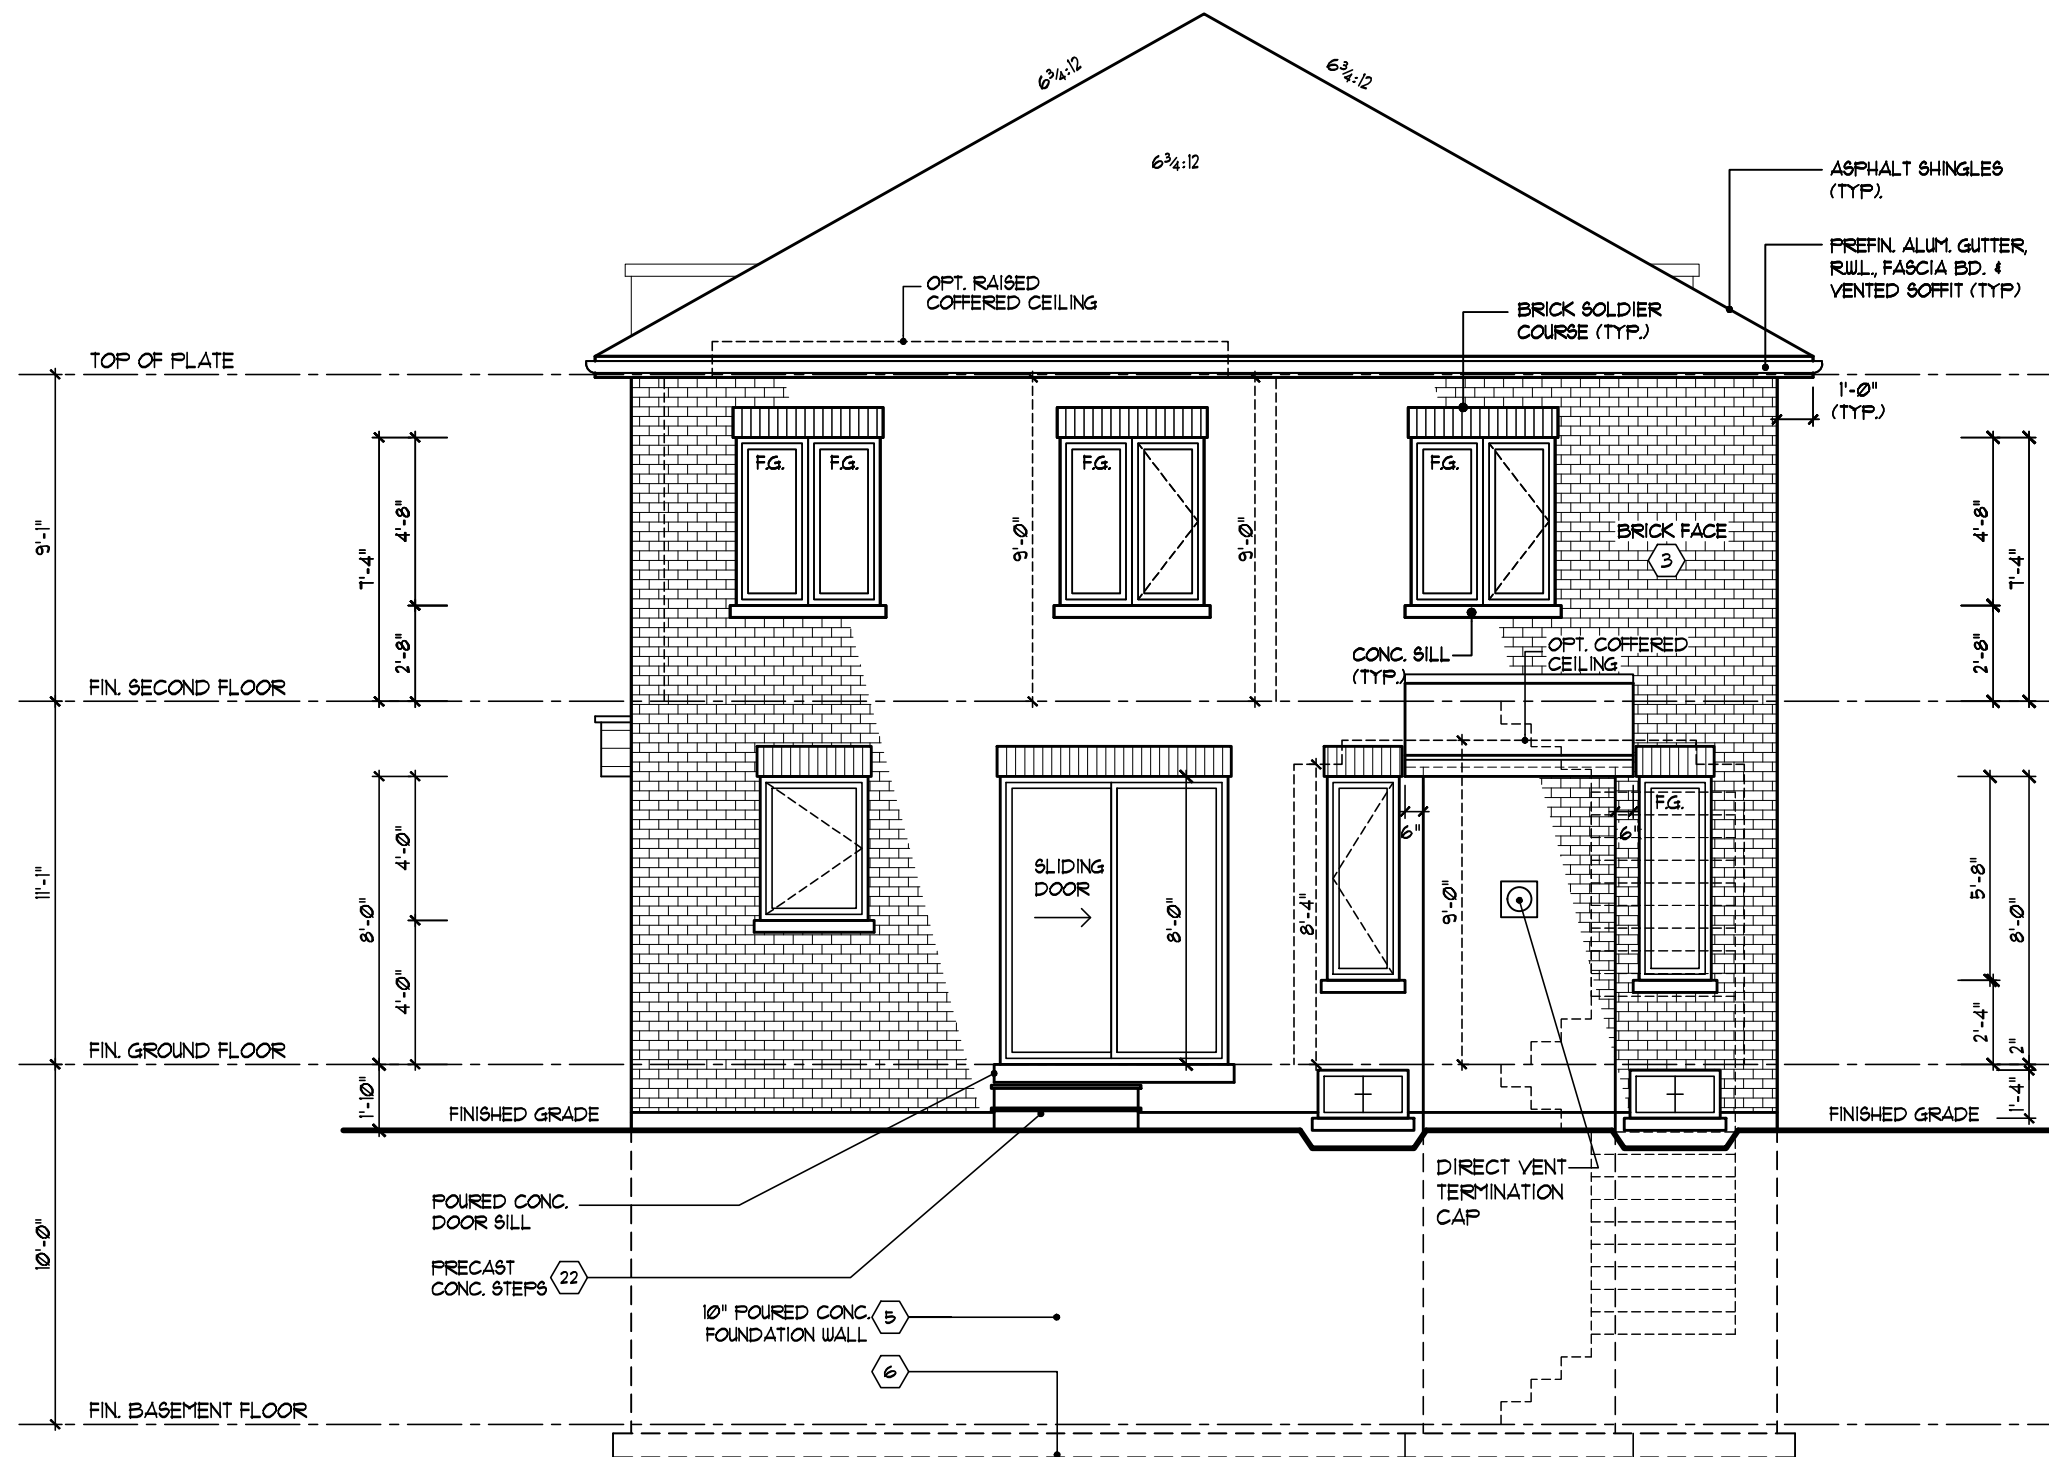 6¾:12
6¾:12
6¾:12
ASPHALT SHINGLES
(TYP).
PREFIN. ALUM. GUTTER,
R.W.L., FASCIA BD. &
VENTED SOFFIT (TYP)
OPT. RAISED
COFFERED CEILING
BRICK SOLDIER
COURSE (TYP.)
TOP OF PLATE
1'-0"
(TYP.)
F.G.
F.G.
F.G.
F.G.
9'-1"
7'-4"
4'-8"
2'-8"
9'-0"
9'-0"
BRICK FACE
3
4'-8"
7'-4"
2'-8"
CONC. SILL
(TYP.)
OPT. COFFERED
CEILING
FIN. SECOND FLOOR
11'-1"
8'-0"
4'-0"
4'-0"
SLIDING
DOOR
8'-0"
8'-4"
6"
9'-0"
6"
F.G.
5'-8"
8'-0"
2'-4"
2"
1'-4"
FIN. GROUND FLOOR
1'-10"
FINISHED GRADE
FINISHED GRADE
POURED CONC.
DOOR SILL
DIRECT VENT
TERMINATION
CAP
10'-0"
PRECAST
CONC. STEPS
22
10" POURED CONC.
FOUNDATION WALL
5
6
FIN. BASEMENT FLOOR